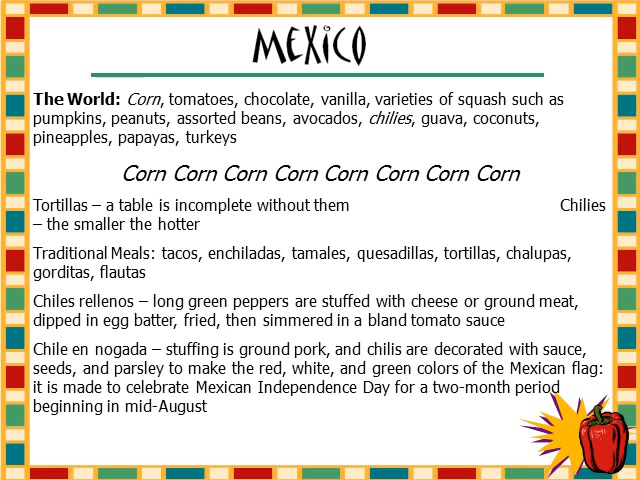 MEXICO
The World: Corn, tomatoes, chocolate, vanilla, varieties of squash such as
pumpkins, peanuts, assorted beans, avocados, chilies, guava, coconuts,
pineapples, papayas, turkeys
Corn Corn Corn Corn Corn Corn Corn Corn
Tortillas – a table is incomplete without them Chilies
– the smaller the hotter
Traditional Meals: tacos, enchiladas, tamales, quesadillas, tortillas, chalupas,
gorditas, flautas
Chiles rellenos – long green peppers are stuffed with cheese or ground meat,
dipped in egg batter, fried, then simmered in a bland tomato sauce
Chile en nogada – stuffing is ground pork, and chilis are decorated with sauce,
seeds, and parsley to make the red, white, and green colors of the Mexican flag:
it is made to celebrate Mexican Independence Day for a two-month period
beginning in mid-August